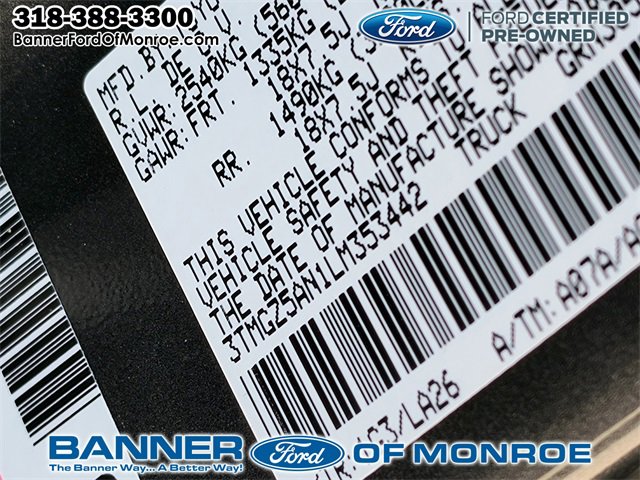 318-388-3300
BannerFordOfMonroe.com
Ford
FORD CERTIFIED
PRE-OWNED
MFD. BY
R. L. DE
GVWR: 2540KG
GAWR: FRT. 1335KG
18X7 5J
RR. 1490KG
18X7 5J
THIS VEHICLE CONFORMS TO
VEHICLE SAFETY AND THEFT
THE DATE OF MANUFACTURE SHOWN
3TMGZ5AN1LM353442 TRUCK
/LA26 A/TM: A07A/
BANNER Ford OF MONROE
The Banner Way... A Better Way!